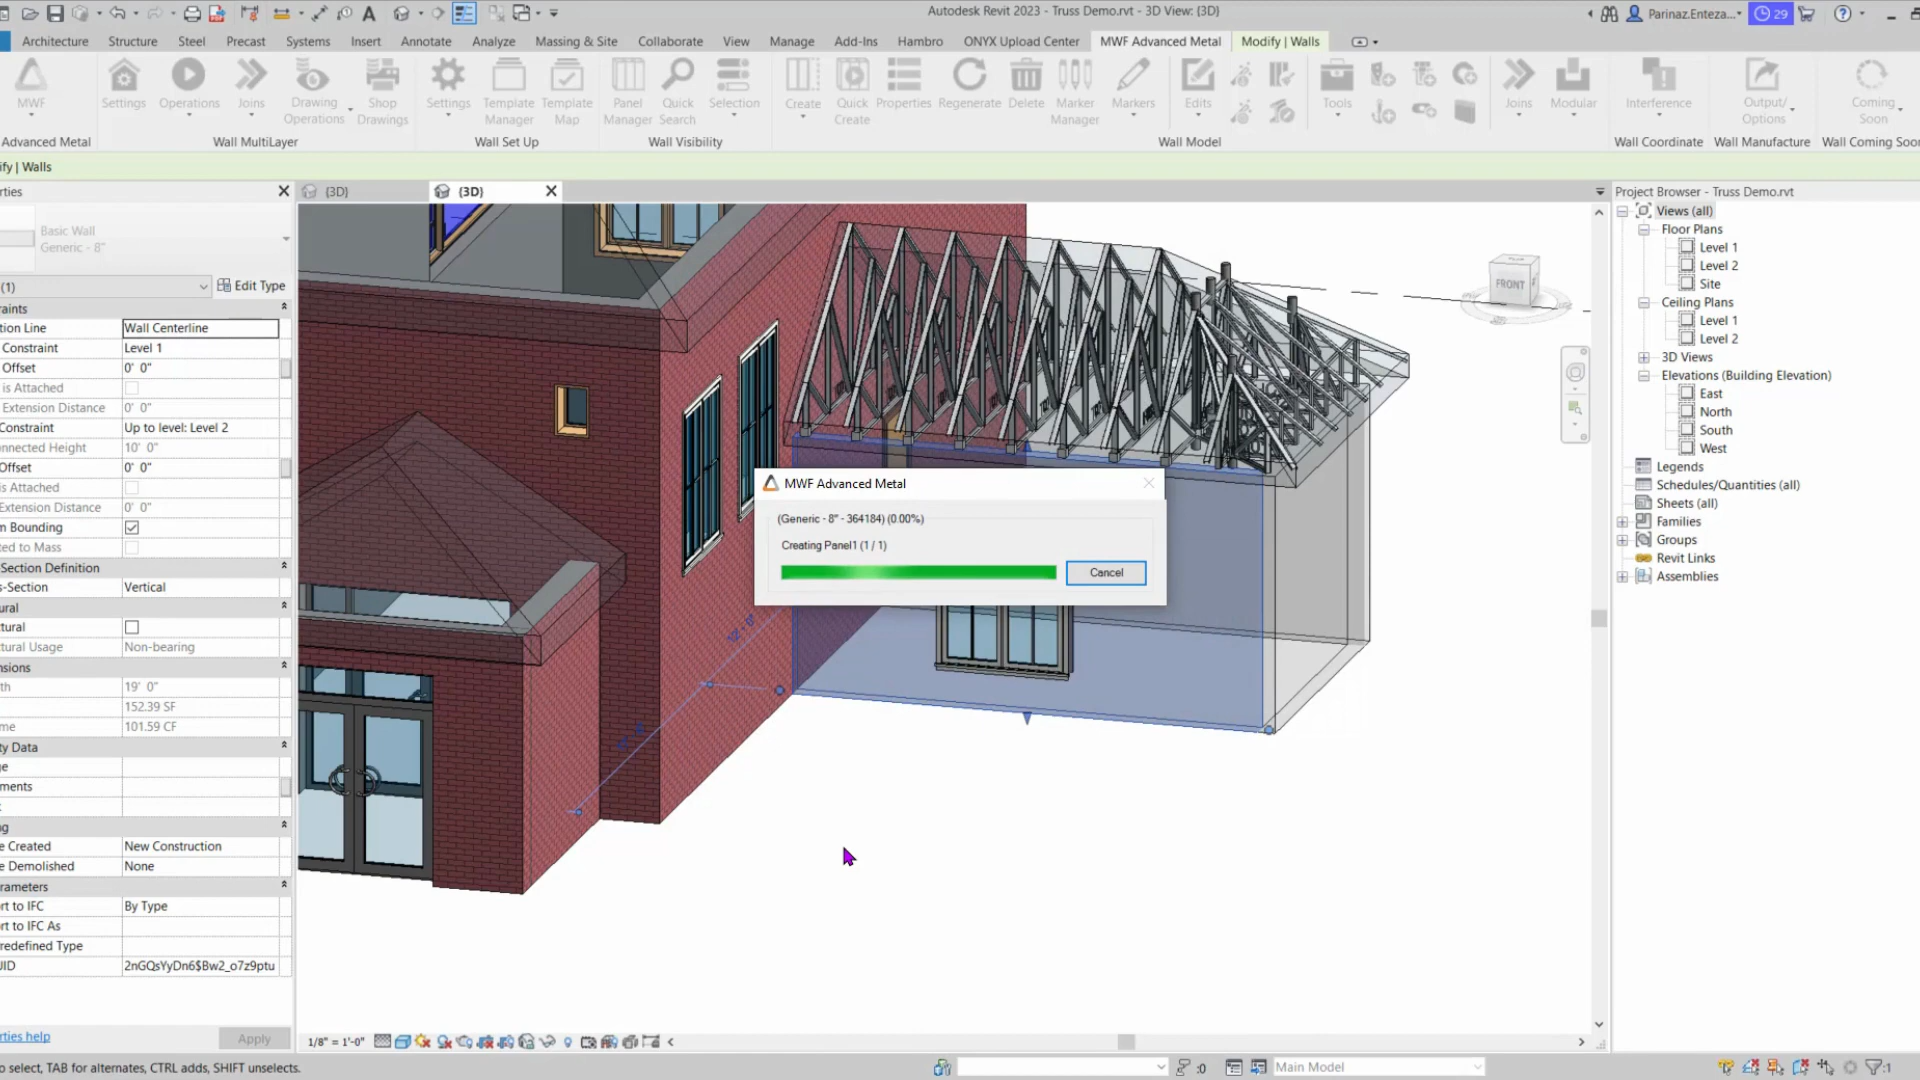 Autodesk Revit 2023 - Truss Demo.rvt - 3D View: {3D}
Parinaz.Enteza...
29
Architecture Structure Steel Precast Systems Insert Annotate Analyze Massing & Site Collaborate View Manage Add-Ins Hambro ONYX Upload Center MWF Advanced Metal Modify | Walls
MWF
Settings
Operations
Joins
Drawing
Operations
Shop
Drawings
Settings
Template
Manager
Template
Map
Panel
Manager
Quick
Search
Selection
Create
Quick
Create
Properties
Regenerate
Delete
Marker
Manager
Markers
Edits
Tools
Joins
Modular
Interference
Output/
Options
Coming
Soon
Advanced Metal
Wall MultiLayer
Wall Set Up
Wall Visibility
Wall Model
Wall Coordinate
Wall Manufacture
Wall Coming Soo
ify | Walls
rties
{3D}
{3D}
Basic Wall
Generic - 8"
(1)
Edit Type
raints
tion Line Wall Centerline
Constraint Level 1
Offset 0' 0"
is Attached
Extension Distance 0' 0"
Constraint Up to level: Level 2
nnected Height 10' 0"
Offset 0' 0"
is Attached
Extension Distance 0' 0"
m Bounding
ted to Mass
Section Definition
s-Section Vertical
ural
tural
tural Usage Non-bearing
nsions
th 19' 0"
152.39 SF
me 101.59 CF
ty Data
ge
ments
ng
e Created New Construction
e Demolished None
rameters
rt to IFC By Type
rt to IFC As
redefined Type
UID 2nGQsYyDn6$Bw2_o7z9ptu
rties help
Apply
FRONT
MWF Advanced Metal
(Generic - 8" - 364184) (0.00%)
Creating Panel1 (1 / 1)
Cancel
Project Browser - Truss Demo.rvt
Views (all)
Floor Plans
Level 1
Level 2
Site
Ceiling Plans
Level 1
Level 2
3D Views
Elevations (Building Elevation)
East
North
South
West
Legends
Schedules/Quantities (all)
Sheets (all)
Families
Groups
Revit Links
Assemblies
1/8" = 1'-0"
o select, TAB for alternates, CTRL adds, SHIFT unselects.
:0
Main Model
:1